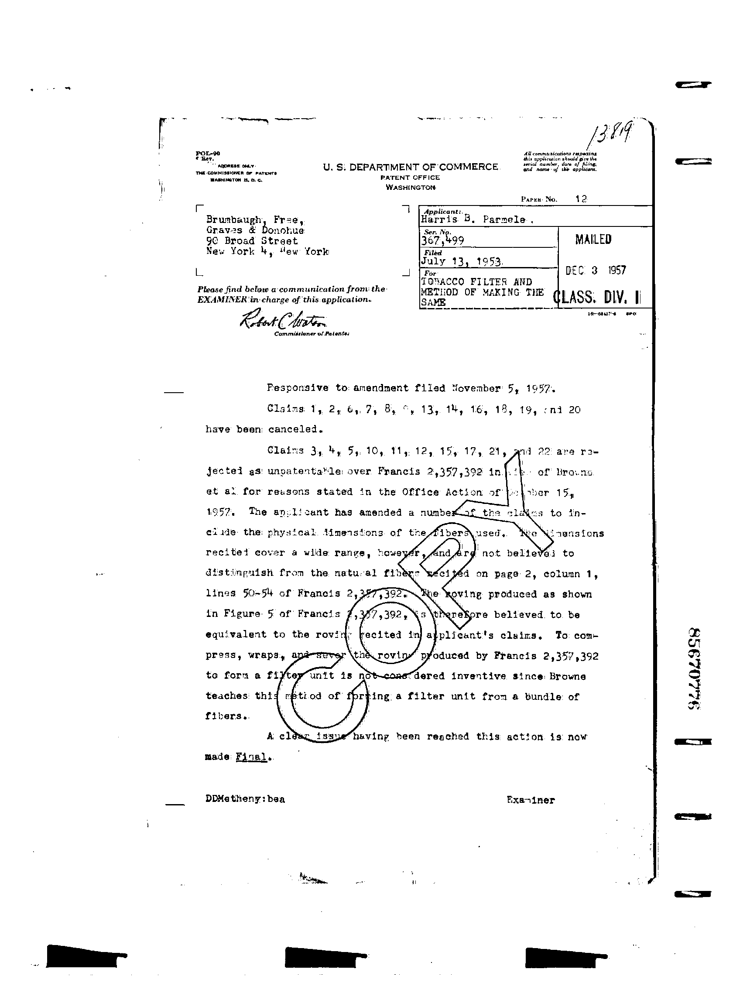 13819
POL-90
ADDRESS ONLY
THE COMMISSIONER OF PATENTS
WASHINGTON 25, D. C.
U. S. DEPARTMENT OF COMMERCE
PATENT OFFICE
WASHINGTON
All communications respecting
this application should give the
serial number, date of filing,
and name of the applicant.
PAPER No. 12
Brumbaugh, Free,
Graves & Donohue
90 Broad Street
New York 4, New York
Applicant:
Harris B. Parmele.
Ser. No.
367,499
Filed
July 13, 1953.
For
TOBACCO FILTER AND
METHOD OF MAKING THE
SAME
MAILED
DEC 3 1957
CLASS. DIV. I
Please find below a communication from the
EXAMINER in charge of this application.
Robert C Watson
Commissioner of Patents.
Responsive to amendment filed November 5, 1957.
Claims 1, 2, 6, 7, 8, 13, 14, 16, 18, 19, and 20
have been canceled.
Claims 3, 4, 5, 10, 11, 12, 15, 17, 21, and 22 are re-
jected as unpatentable over Francis 2,357,392 in of Browne
et al for reasons stated in the Office Action of 15,
1957. The applicant has amended a number of the claims to in-
clude the physical dimensions of the fibers used. The dimensions
recited cover a wide range, however, and are not believed to
distinguish from the natural fibers recited on page 2, column 1,
lines 50-54 of Francis 2,357,392. The roving produced as shown
in Figure 5 of Francis 2,357,392, is therefore believed to be
equivalent to the roving recited in applicant's claims. To com-
press, wraps, and sever the roving produced by Francis 2,357,392
to form a filter unit is not considered inventive since Browne
teaches this method of forming a filter unit from a bundle of
fibers.
A clear issue having been reached this action is now
made Final.
COPY
DDMetheny:bea Examiner
85670776